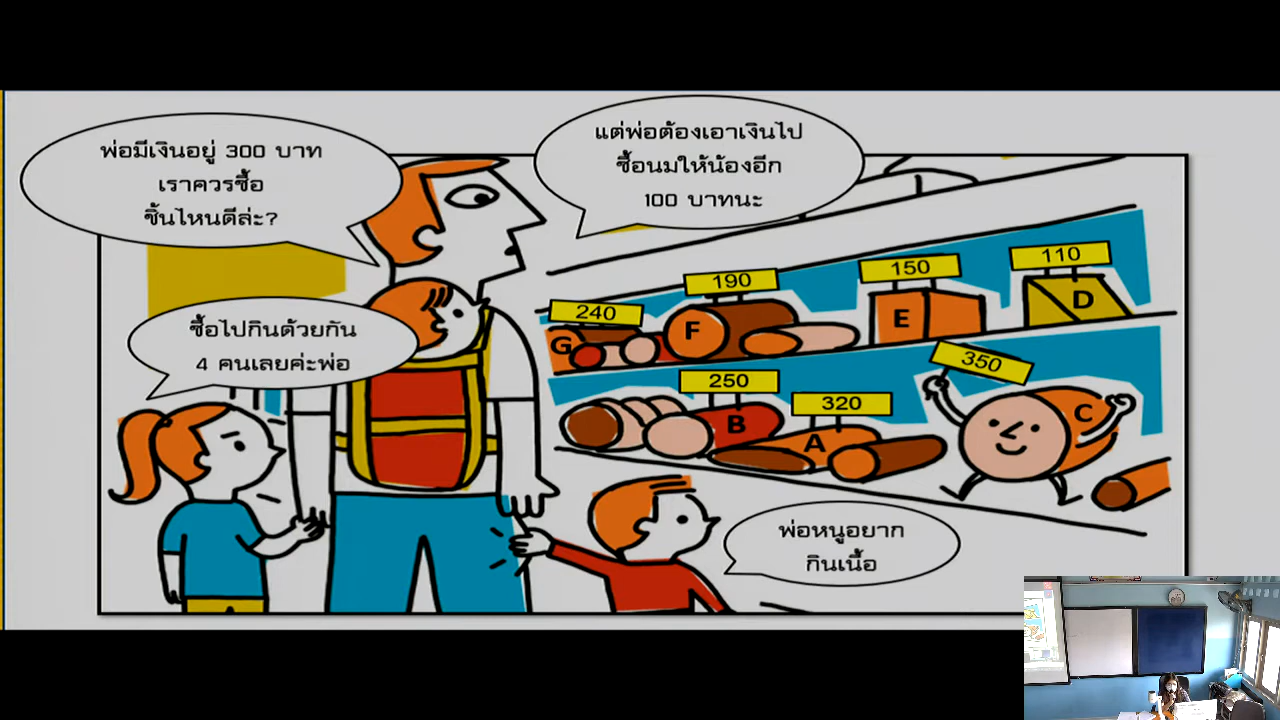 พ่อมีเงินอยู่ 300 บาท
เราควรซื้อ
ชิ้นไหนดีล่ะ?
แต่พ่อต้องเอาเงินไป
ซื้อนมให้น้องอีก
100 บาทนะ
ซื้อไปกินด้วยกัน
4 คนเลยค่ะพ่อ
240
G
190
F
150
E
110
D
250
B
320
A
350
C
พ่อหนูอยาก
กินเนื้อ